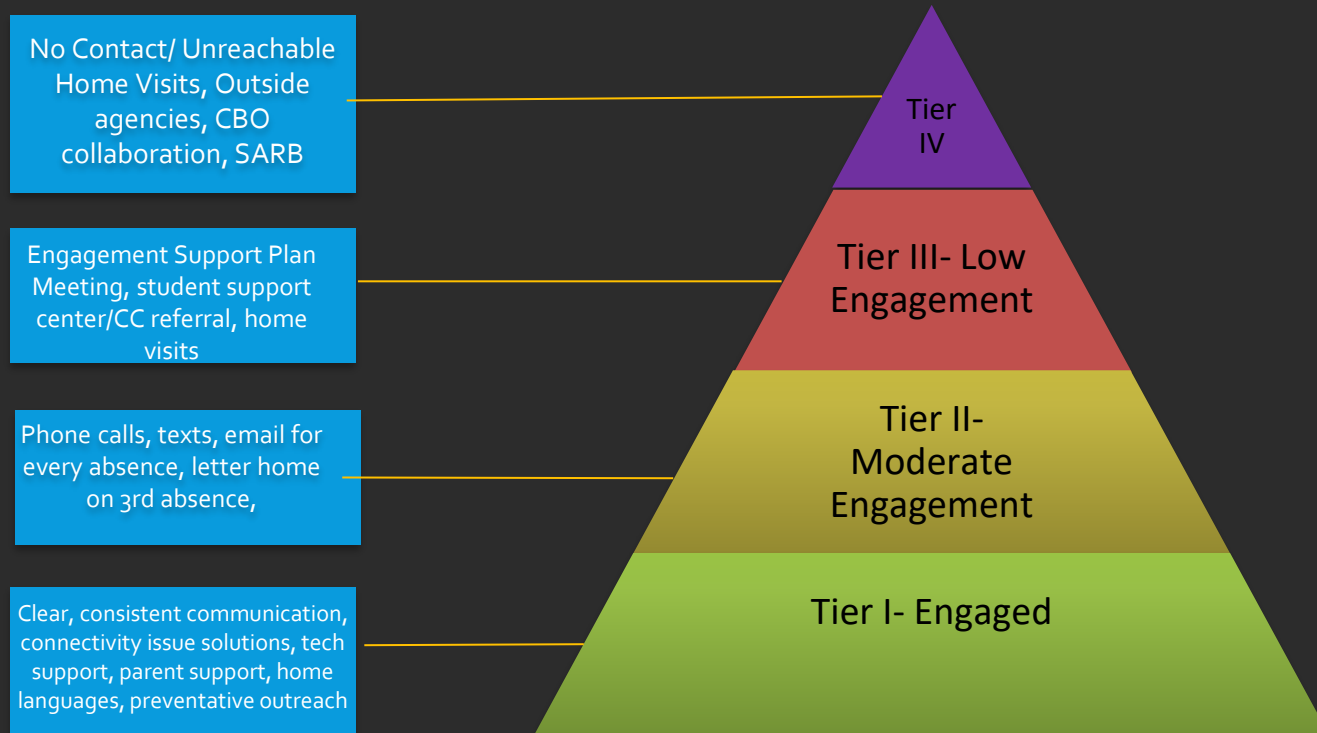 No Contact/ Unreachable
Home Visits, Outside
agencies, CBO
collaboration, SARB
Tier
IV
Engagement Support Plan
Meeting, student support
center/CC referral, home
visits
Tier III- Low
Engagement
Phone calls, texts, email for
every absence, letter home
on 3rd absence,
Tier II-
Moderate
Engagement
Clear, consistent communication,
connectivity issue solutions, tech
support, parent support, home
languages, preventative outreach
Tier I- Engaged